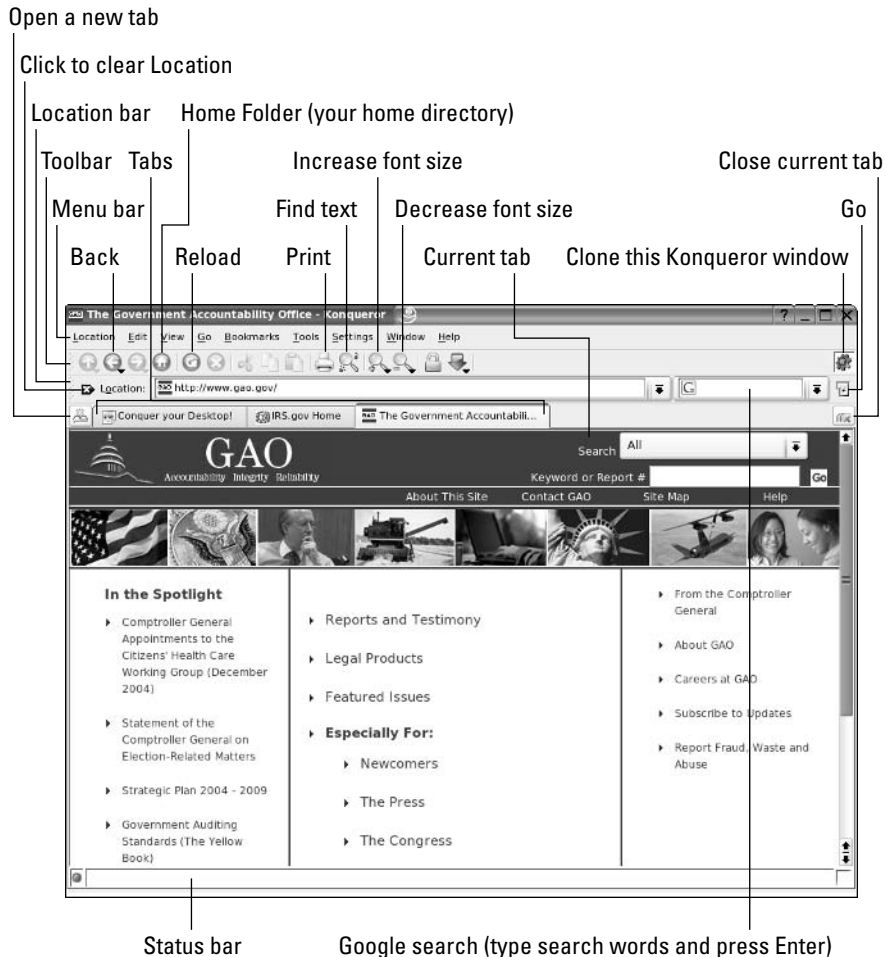 Open a new tab
Click to clear Location
Location bar Home Folder (your home directory)
Toolbar Tabs Increase font size Close current tab
Menu bar Find text Decrease font size Go
Back Reload Print Current tab Clone this Konqueror window
The Government Accountability Office - Konqueror
Location Edit View Go Bookmarks Tools Settings Window Help
Location: http://www.gao.gov/
Conquer your Desktop! IRS.gov Home The Government Accountabili...
GAO
Accountability Integrity Reliability
Search All
Keyword or Report # Go
About This Site Contact GAO Site Map Help
In the Spotlight
Comptroller General
Appointments to the
Citizens' Health Care
Working Group (December
2004)
Statement of the
Comptroller General on
Election-Related Matters
Strategic Plan 2004 - 2009
Government Auditing
Standards (The Yellow
Book)
Reports and Testimony
Legal Products
Featured Issues
Especially For:
Newcomers
The Press
The Congress
From the Comptroller
General
About GAO
Careers at GAO
Subscribe to Updates
Report Fraud, Waste and
Abuse
Status bar Google search (type search words and press Enter)